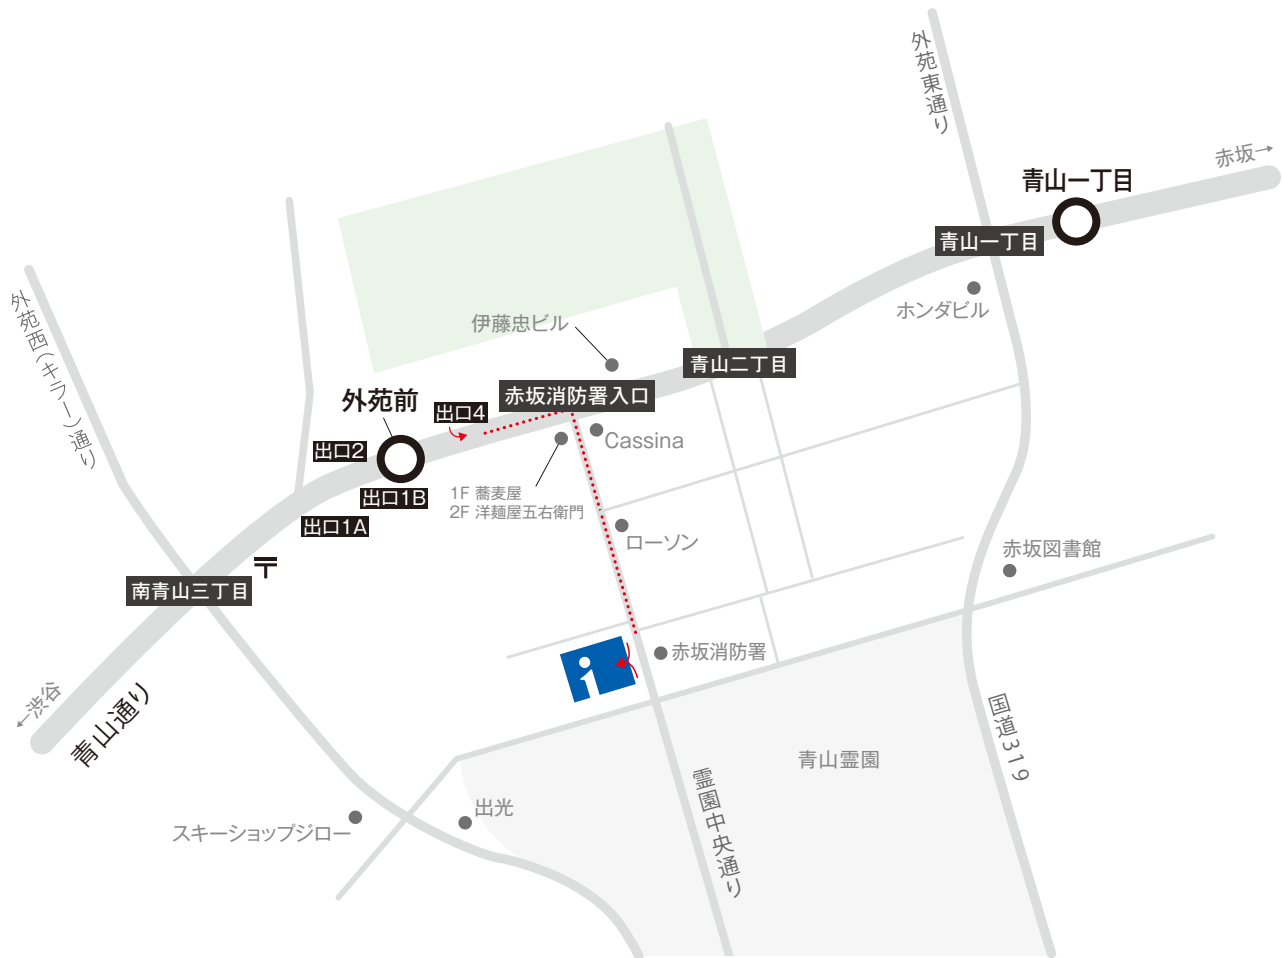 外苑東通り
赤坂→
青山一丁目
青山一丁目
ホンダビル
外苑西(キラー)通り
伊藤忠ビル
青山二丁目
赤坂消防署入口
外苑前
出口4
Cassina
出口2
出口1B
1F 蕎麦屋
2F 洋麺屋五右衛門
出口1A
ローソン
赤坂図書館
〒
南青山三丁目
赤坂消防署
←渋谷
青山通り
国道319
青山霊園
霊園中央通り
出光
スキーショップジロー
i